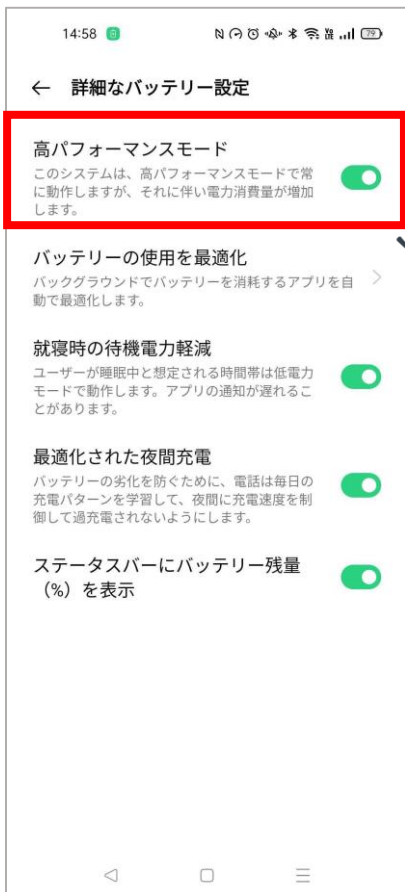 14:58
79
詳細なバッテリー設定
高パフォーマンスモード
このシステムは、高パフォーマンスモードで常
に動作しますが、それに伴い電力消費量が増加
します。
バッテリーの使用を最適化
バックグラウンドでバッテリーを消耗するアプリを自
動で最適化します。
就寝時の待機電力軽減
ユーザーが睡眠中と想定される時間帯は低電力
モードで動作します。アプリの通知が遅れるこ
とがあります。
最適化された夜間充電
バッテリーの劣化を防ぐために、電話は毎日の
充電パターンを学習して、夜間に充電速度を制
御して過充電されないようにします。
ステータスバーにバッテリー残量
（%）を表示